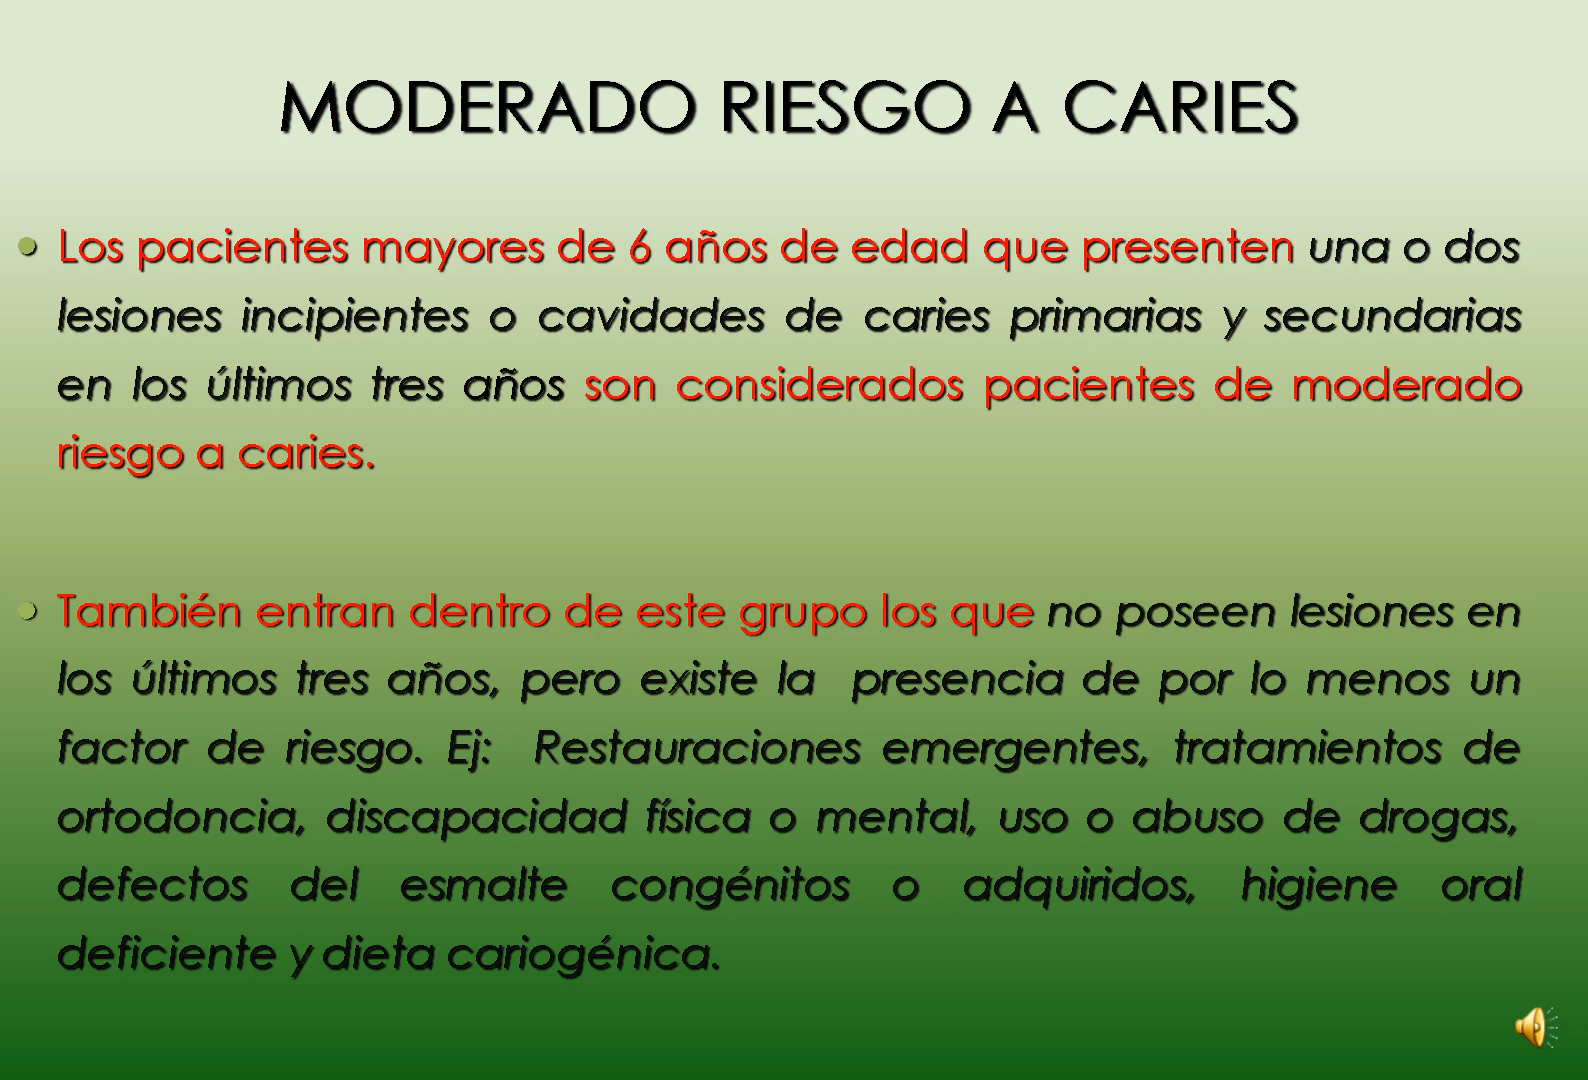 MODERADO RIESGO A CARIES
• Los pacientes mayores de 6 años de edad que presenten una o dos
lesiones incipientes o cavidades de caries primarias y secundarias
en los últimos tres años son considerados pacientes de moderado
riesgo a caries.
• También entran dentro de este grupo los que no poseen lesiones en
los últimos tres años, pero existe la presencia de por lo menos un
factor de riesgo. Ej: Restauraciones emergentes, tratamientos de
ortodoncia, discapacidad física o mental, uso o abuso de drogas,
defectos del esmalte congénitos o adquiridos, higiene oral
deficiente y dieta cariogénica.